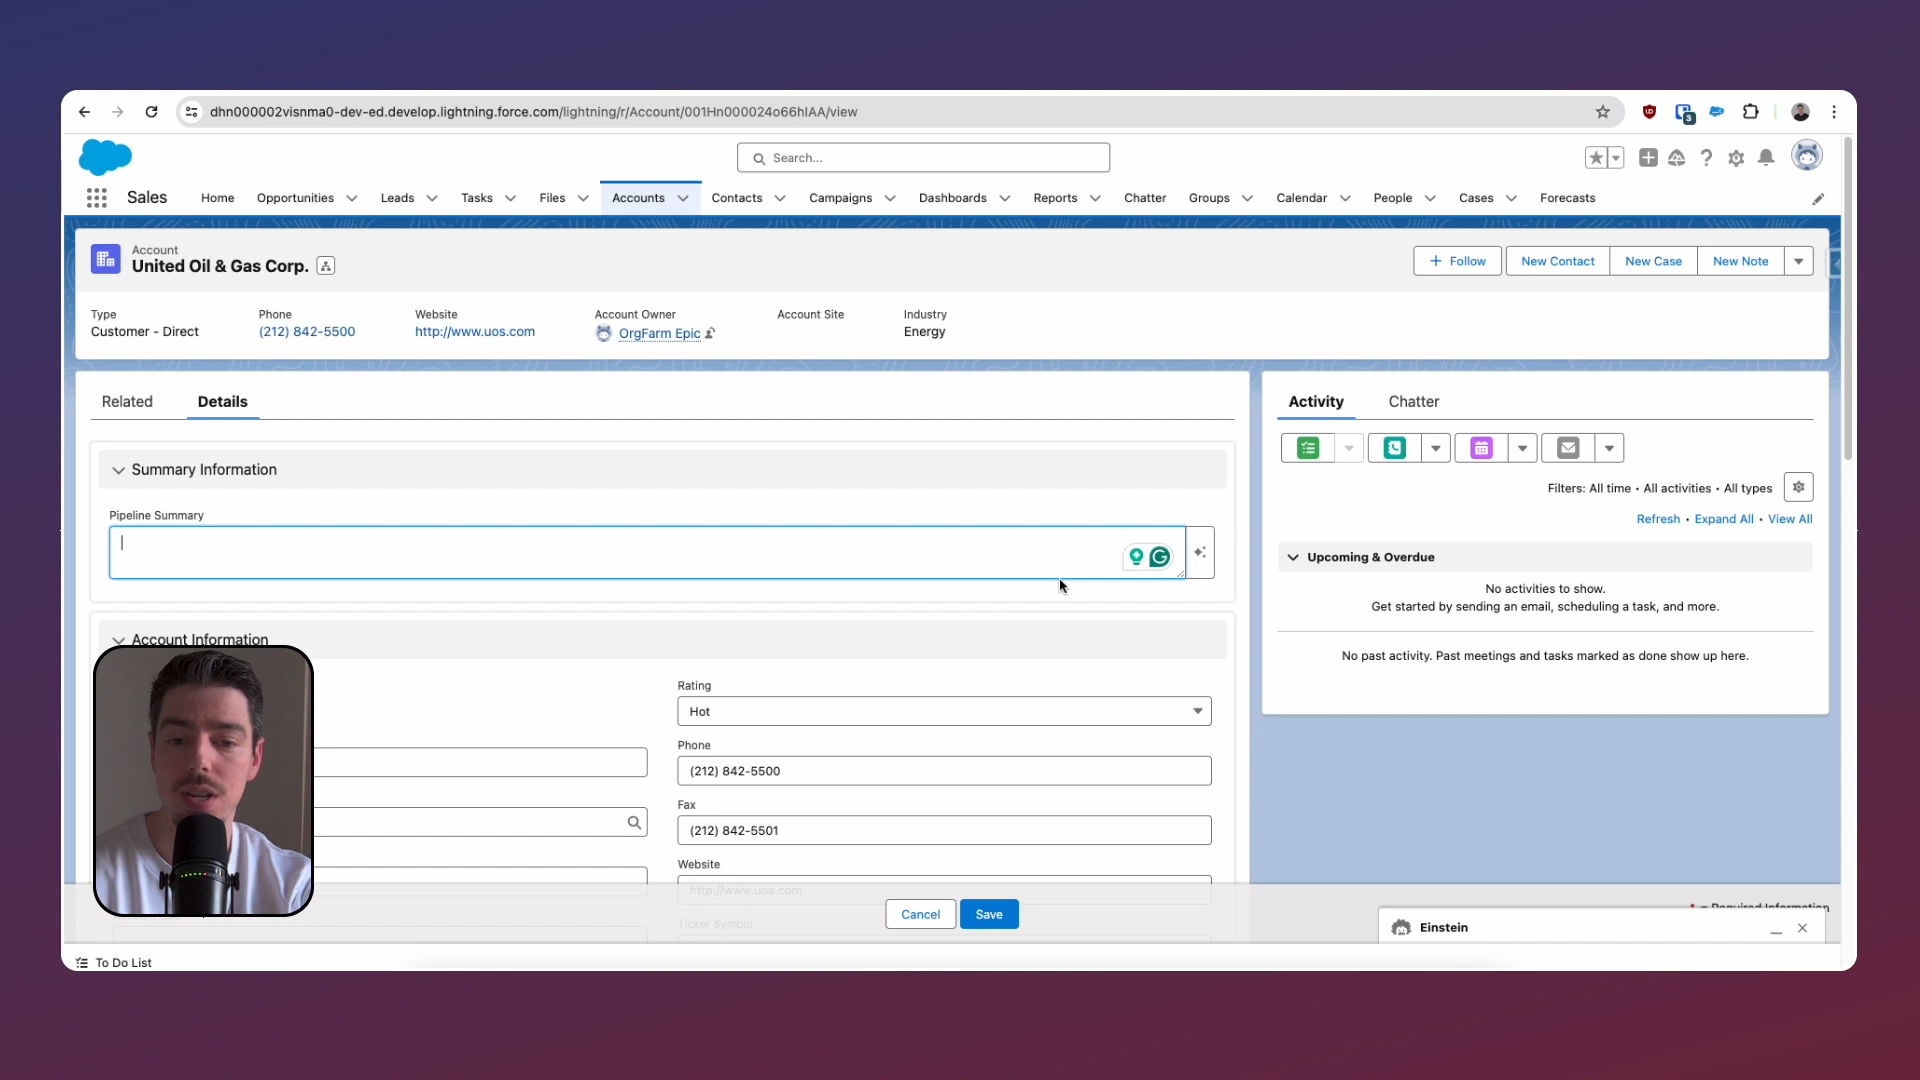 dhn000002visnma0-dev-ed.develop.lightning.force.com/lightning/r/Account/001Hn000024o66hIAA/view
3
Search...
Sales
Home
Opportunities
Leads
Tasks
Files
Accounts
Contacts
Campaigns
Dashboards
Reports
Chatter
Groups
Calendar
People
Cases
Forecasts
Account
United Oil & Gas Corp.
+ Follow
New Contact
New Case
New Note
Type
Customer - Direct
Phone
(212) 842-5500
Website
http://www.uos.com
Account Owner
OrgFarm Epic
Account Site
Industry
Energy
Related
Details
Summary Information
Pipeline Summary
Account Information
Rating
Hot
Phone
(212) 842-5500
Fax
(212) 842-5501
Website
http://www.uos.com
Ticker Symbol
Cancel
Save
Activity
Chatter
Filters: All time • All activities • All types
Refresh • Expand All • View All
Upcoming & Overdue
No activities to show.
Get started by sending an email, scheduling a task, and more.
No past activity. Past meetings and tasks marked as done show up here.
* = Required Information
Einstein
To Do List